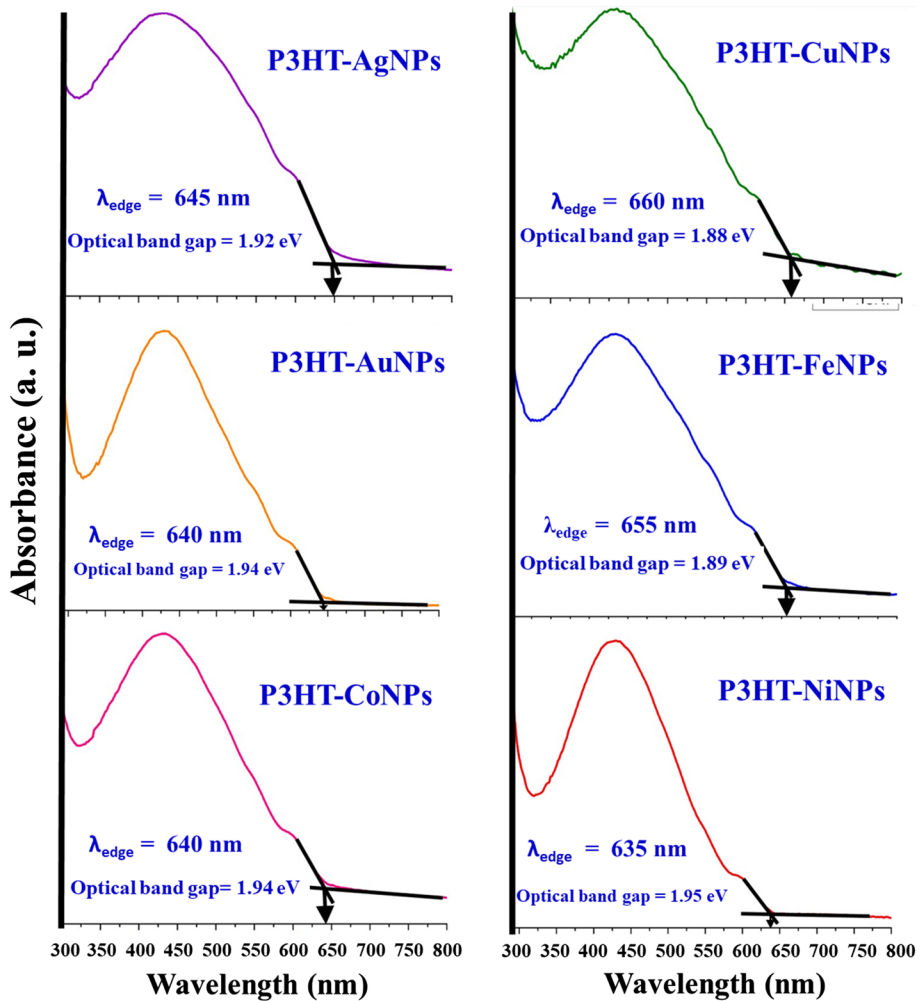 Absorbance (a. u.)
P3HT-AgNPs
λedge = 645 nm
Optical band gap = 1.92 eV
P3HT-CuNPs
λedge = 660 nm
Optical band gap = 1.88 eV
P3HT-AuNPs
λedge = 640 nm
Optical band gap = 1.94 eV
P3HT-FeNPs
λedge = 655 nm
Optical band gap = 1.89 eV
P3HT-CoNPs
λedge = 640 nm
Optical band gap= 1.94 eV
P3HT-NiNPs
λedge = 635 nm
Optical band gap = 1.95 eV
300 350 400 450 500 550 600 650 700 750 800
300 350 400 450 500 550 600 650 700 750 800
Wavelength (nm)
Wavelength (nm)